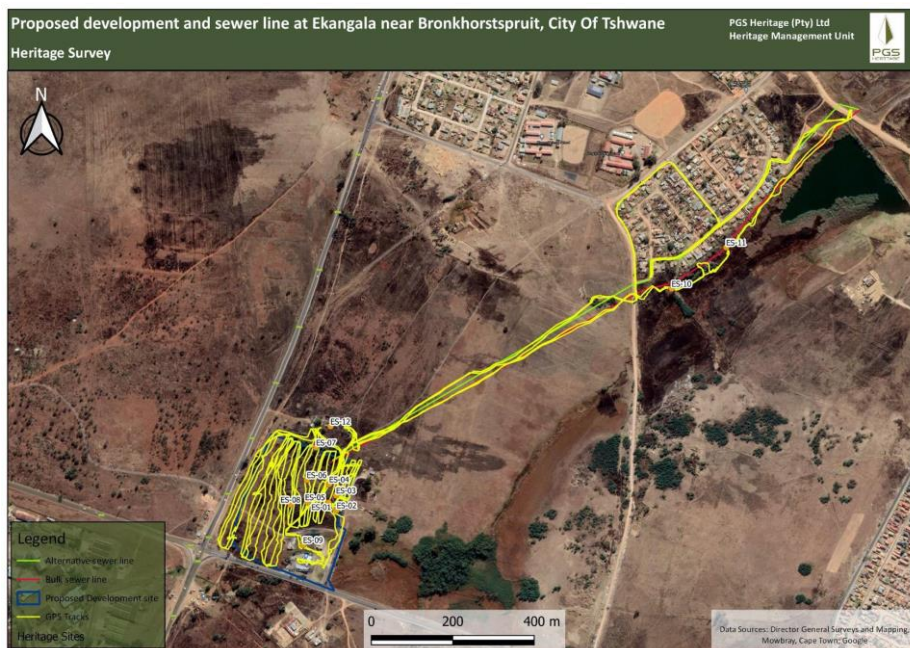 Proposed development and sewer line at Ekangala near Bronkhorstspruit, City Of Tshwane
Heritage Survey
PGS Heritage (Pty) Ltd
Heritage Management Unit
PGS
HERITAGE
N
ES-11
ES-10
ES-12
ES-07
ES-06
ES-04
ES-03
ES-08
ES-05
ES-01
ES-02
ES-09
Legend
Alternative sewer line
Bulk sewer line
Proposed Development site
GPS Tracks
Heritage Sites
0 200 400 m
Data Sources: Director General Surveys and Mapping,
Mowbray, Cape Town; Google